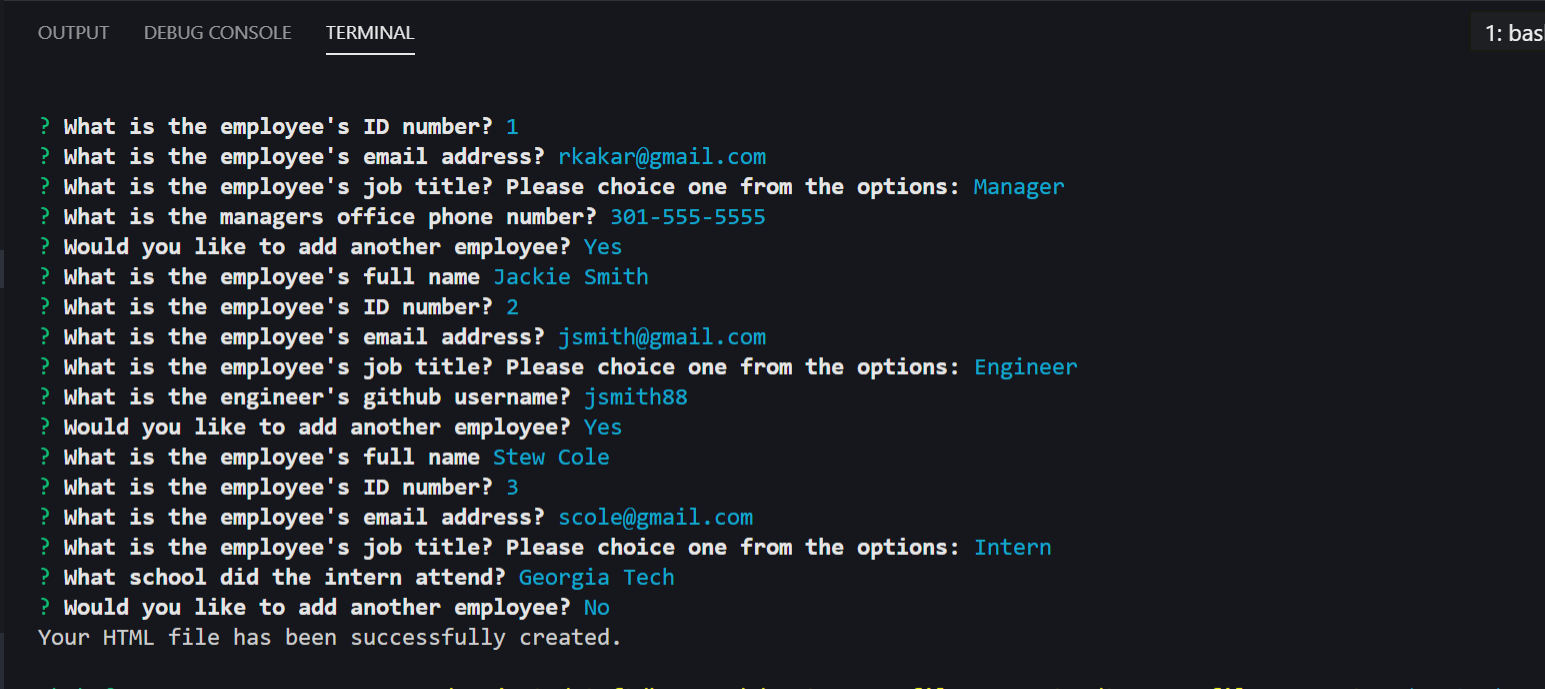 OUTPUT DEBUG CONSOLE TERMINAL 1:
? What is the employee's ID number? 1
? What is the employee's email address? rkakar@gmail.com
? What is the employee's job title? Please choice one from the options: Manager
? What is the managers office phone number? 301-555-5555
? Would you like to add another employee? Yes
? What is the employee's full name Jackie Smith
? What is the employee's ID number? 2
? What is the employee's email address? jsmith@gmail.com
? What is the employee's job title? Please choice one from the options: Engineer
? What is the engineer's github username? jsmith88
? Would you like to add another employee? Yes
? What is the employee's full name Stew Cole
? What is the employee's ID number? 3
? What is the employee's email address? scole@gmail.com
? What is the employee's job title? Please choice one from the options: Intern
? What school did the intern attend? Georgia Tech
? Would you like to add another employee? No
Your HTML file has been successfully created.